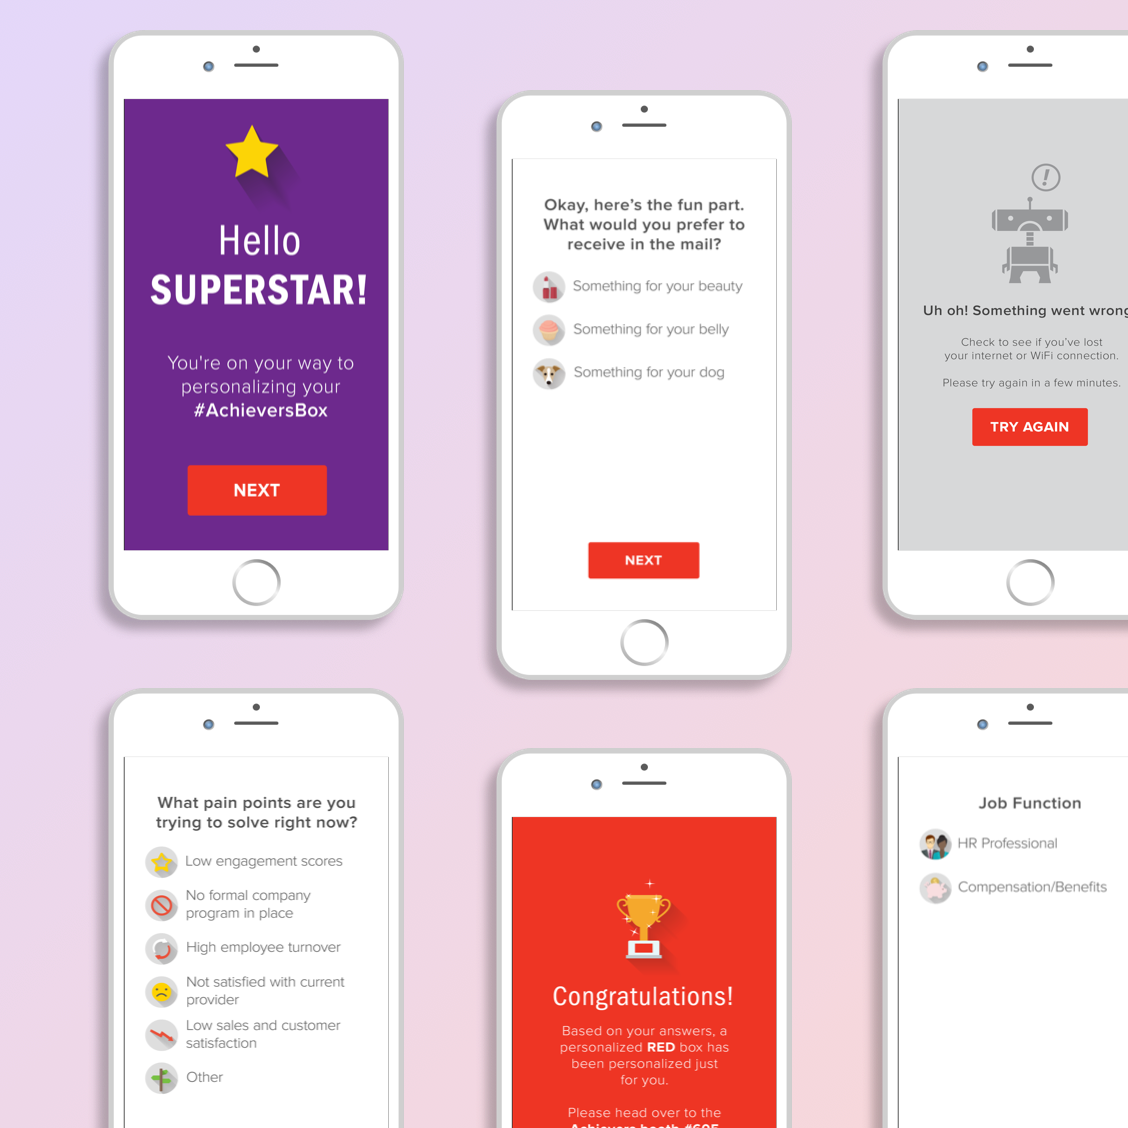 Hello
SUPERSTAR!
You're on your way to
personalizing your
#AchieversBox
NEXT
Okay, here's the fun part.
What would you prefer to
receive in the mail?
Something for your beauty
Something for your belly
Something for your dog
NEXT
!
Uh oh! Something went wrong
Check to see if you've lost
your internet or WiFi connection.
Please try again in a few minutes.
TRY AGAIN
What pain points are you
trying to solve right now?
Low engagement scores
No formal company
program in place
High employee turnover
Not satisfied with current
provider
Low sales and customer
satisfaction
Other
Congratulations!
Based on your answers, a
personalized RED box has
been personalized just
for you.
Please head over to the
Achievers booth
Job Function
HR Professional
Compensation/Benefits